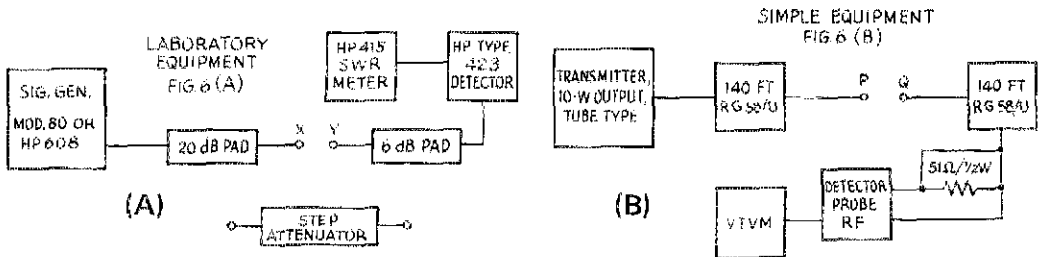 LABORATORY
EQUIPMENT
FIG.6 (A)
SIG. GEN.
MOD. 80 OR
HP 608
20 dB PAD
X
Y
6 dB PAD
HP 415
SWR
METER
HP TYPE
423
DETECTOR
(A)
STEP
ATTENUATOR
SIMPLE EQUIPMENT
FIG.6 (B)
TRANSMITTER,
10-W OUTPUT,
TUBE TYPE
140 FT
RG 58/U
P
Q
140 FT
RG 58/U
51Ω/½W
DETECTOR
PROBE
RF
VTVM
(B)